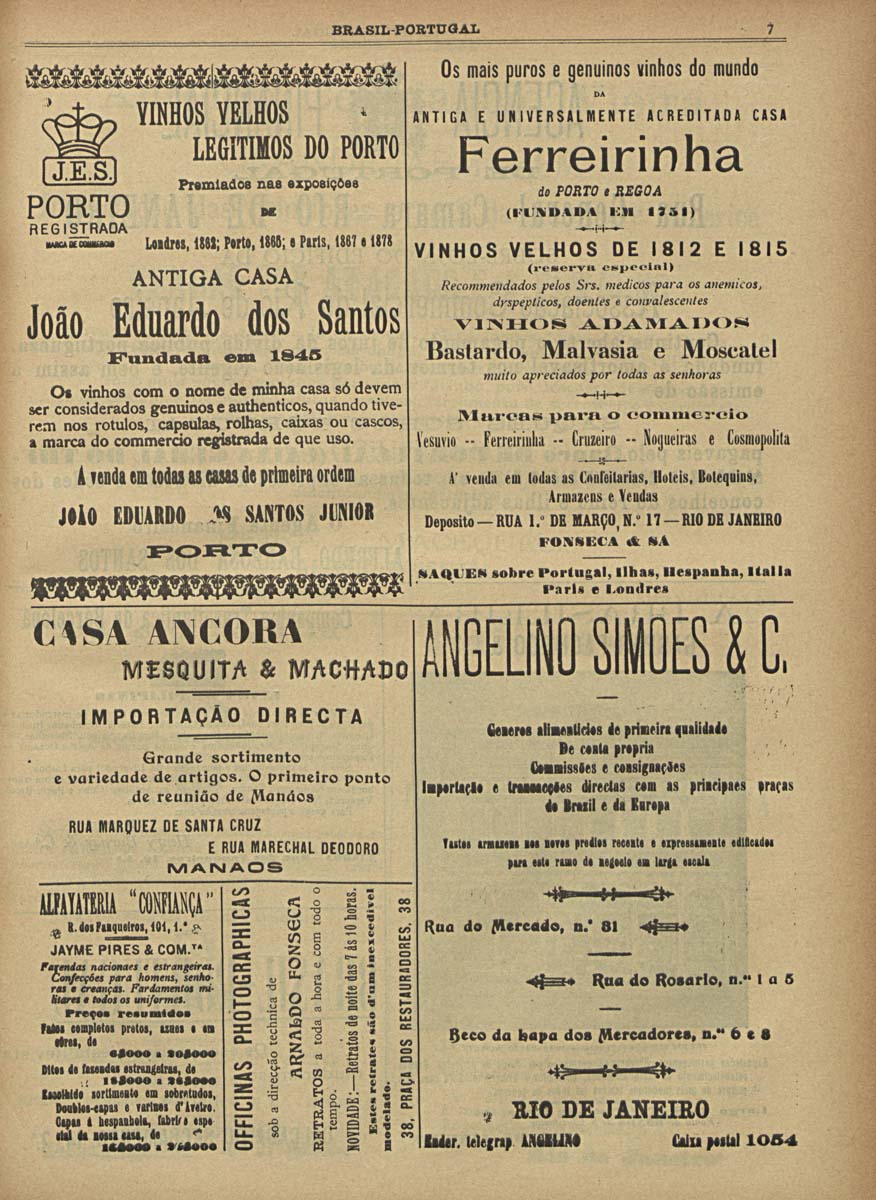 BRASIL-PORTUGAL
7
J.E.S.
PORTO
REGISTRADA
MARCA DE COMMERCIO
VINHOS VELHOS
LEGITIMOS DO PORTO
Premiados nas exposições
DE
Londres, 1862; Porto, 1865; e Paris, 1867 e 1878
ANTIGA CASA
João Eduardo dos Santos
Fundada em 1845
Os vinhos com o nome de minha casa só devem
ser considerados genuinos e authenticos, quando tive-
rem nos rotulos, capsulas, rolhas, caixas ou cascos,
a marca do commercio registrada de que uso.
Á venda em todas as casas de primeira ordem
JOÃO EDUARDO SANTOS JUNIOR
PORTO
Os mais puros e genuinos vinhos do mundo
DA
ANTIGA E UNIVERSALMENTE ACREDITADA CASA
Ferreirinha
do PORTO e REGOA
(FUNDADA EM 1751)
VINHOS VELHOS DE 1812 E 1815
(reserva especial)
Recommendados pelos Srs. medicos para os anemicos,
dyspepticos, doentes e convalescentes
VINHOS ADAMADOS
Bastardo, Malvasia e Moscatel
muito apreciados por todas as senhoras
Marcas para o commercio
Vesuvio -- Ferreirinha -- Cruzeiro -- Nogueiras e Cosmopolita
A' venda em todas as Confeitarias, Hoteis, Botequins,
Armazens e Vendas
Deposito — RUA 1.º DE MARÇO, N.º 17 — RIO DE JANEIRO
FONSECA & SÁ
SAQUES sobre Portugal, Ilhas, Hespanha, Italia
Paris e Londres
CASA ANCORA
MESQUITA & MACHADO
IMPORTAÇÃO DIRECTA
Grande sortimento
e variedade de artigos. O primeiro ponto
de reunião de Manáos
RUA MARQUEZ DE SANTA CRUZ
E RUA MARECHAL DEODORO
MANAOS
ALFAYATERIA "CONFIANÇA"
R. dos Fanqueiros, 101, 1.º
JAYME PIRES & COM.TA
Fazendas nacionaes e estrangeiras.
Confecções para homens, senho-
ras e creanças. Fardamentos mi-
litares e todos os uniformes.
Preços resumidos
Fatos completos pretos, azues e em
côres, de
6$000 a 20$000
Ditos de fazendas estrangeiras, de
18$000 a 28$000
Escolhido sortimento em sobretudos,
Doublos-capas e varinos d'Aveiro.
Capas á hespanhola, fabrico espe-
cial da nossa casa, de
OFFICINAS PHOTOGRAPHICAS
sob a direcção technica de
ARNALDO FONSECA
RETRATOS a toda a hora e com todo o
tempo.
NOVIDADE:—Retratos de noite das 7 ás 10 horas.
Estes retratos são d'um inexcedivel
modelado.
38, PRAÇA DOS RESTAURADORES, 38
ANGELINO SIMÕES & C.
Generos alimenticios de primeira qualidade
De conta propria
Commissões e consignações
Importação e transacções directas com as principaes praças
do Brazil e da Europa
Vastos armazens nos novos predios recente e expressamente edificados
para este ramo de negocio em larga escala
Rua do Mercado, n.º 81
Rua do Rosario, n.os 1 a 5
Beco da Lapa dos Mercadores, n.os 6 e 8
RIO DE JANEIRO
Ender. telegrap. ANGELINO
Caixa postal 1054